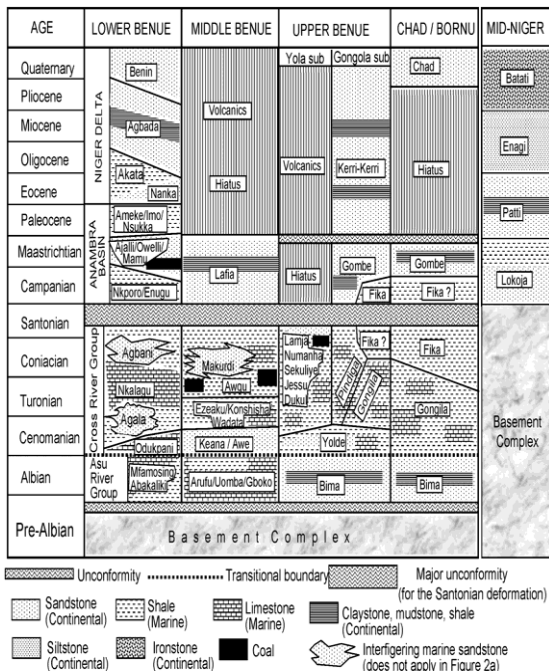 AGE LOWER BENUE MIDDLE BENUE UPPER BENUE CHAD / BORNU MID-NIGER
Yola sub Gongola sub
Quaternary Benin Chad Batati
Pliocene Volcanics
Miocene NIGER DELTA Agbada Enagi
Oligocene Volcanics Kerri-Kerri
Akata Hiatus Hiatus
Eocene Nanka
Patti
Paleocene Ameke/Imo/
Nsukka
Maastrichtian ANAMBRA
BASIN Ajalli/Owelli/
Mamu Lafia Hiatus Gombe Gombe
Campanian Nkporo/Enugu Fika Fika ? Lokoja
Santonian
Coniacian Cross River Group Agbani Makurdi Lamja
Numanha
Sekuliye
Jessu
Dukul Fika ? Fika
Nkalagu Awgu Pindiga Gongila
Turonian Ezeaku/Konshisha/
Wadata Gongila
Agala
Cenomanian Odukpani Keana / Awe Yolde Basement
Complex
Albian Asu
River
Group Mfamosing
Abakaliki Arufu/Uomba/Gboko Bima Bima
Pre-Albian
Basement Complex
Unconformity Transitional boundary Major unconformity
(for the Santonian deformation)
Sandstone
(Continental) Shale
(Marine) Limestone
(Marine) Claystone, mudstone, shale
(Continental)
Siltstone
(Continental) Ironstone
(Continental) Coal Interfigering marine sandstone
(does not apply in Figure 2a)